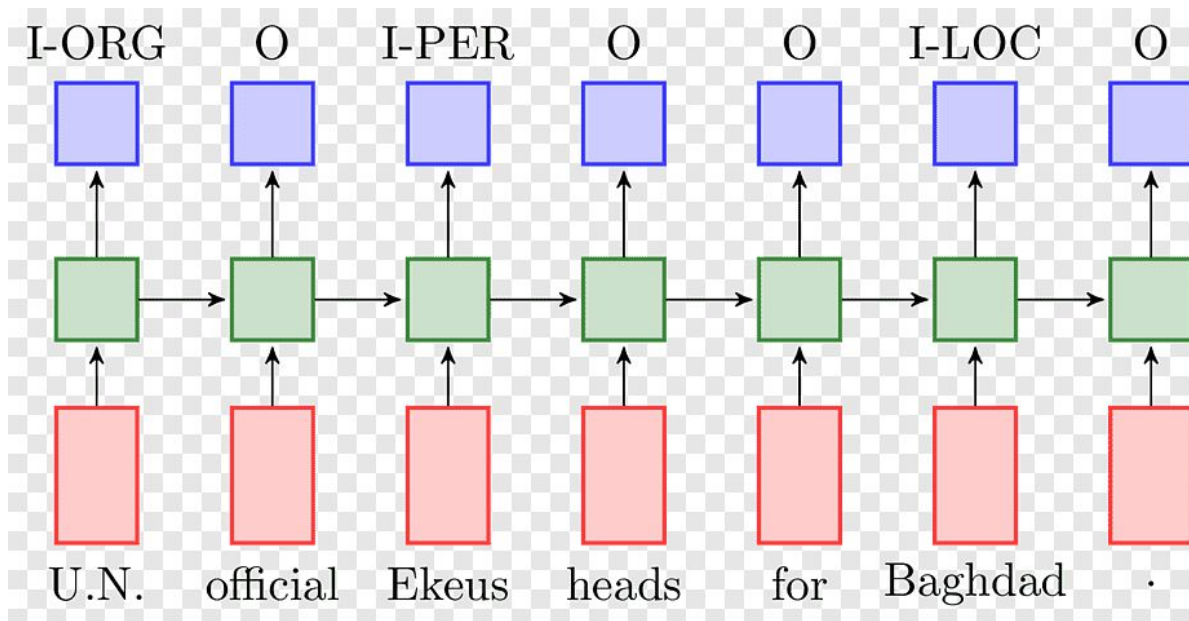 I-ORG O I-PER O O I-LOC O
U.N. official Ekeus heads for Baghdad .